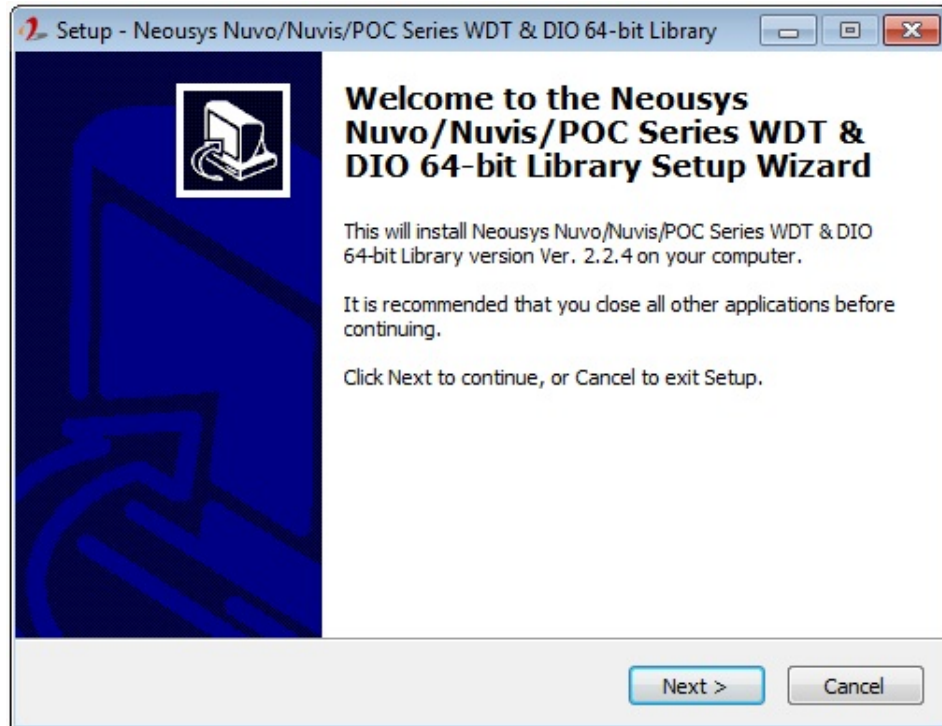 Setup - Neousys Nuvo/Nuvis/POC Series WDT & DIO 64-bit Library
Welcome to the Neousys
Nuvo/Nuvis/POC Series WDT &
DIO 64-bit Library Setup Wizard
This will install Neousys Nuvo/Nuvis/POC Series WDT & DIO
64-bit Library version Ver. 2.2.4 on your computer.
It is recommended that you close all other applications before
continuing.
Click Next to continue, or Cancel to exit Setup.
Next >
Cancel